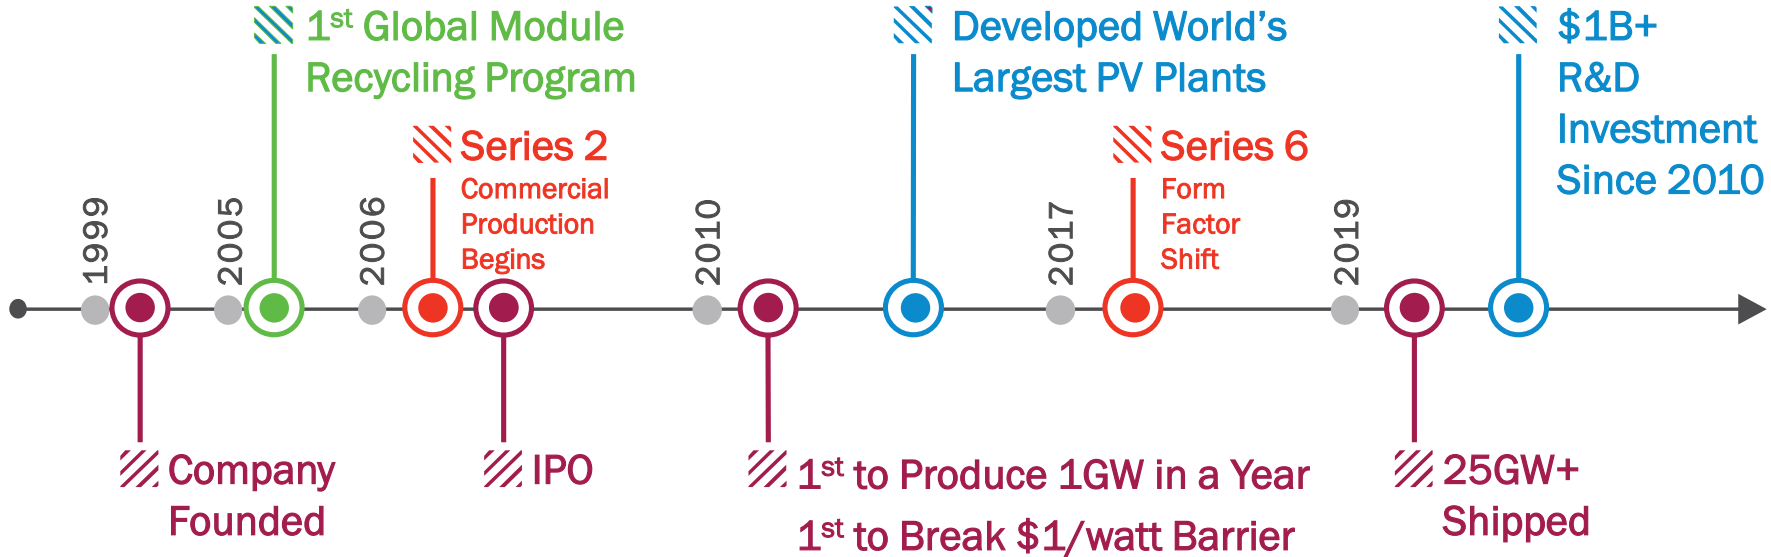 1st Global Module
Recycling Program
Developed World's
Largest PV Plants
$1B+
R&D
Investment
Since 2010
Series 2
Commercial
Production
Begins
Series 6
Form
Factor
Shift
1999
2005
2006
2010
2017
2019
Company
Founded
IPO
1st to Produce 1GW in a Year
1st to Break $1/watt Barrier
25GW+
Shipped